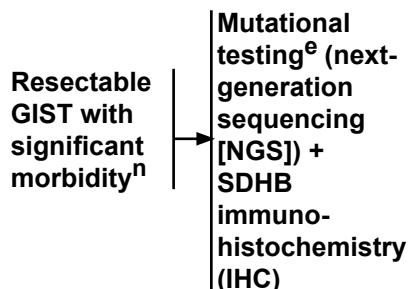 Resectable
GIST with
significant
morbidityⁿ
Mutational
testingᵉ (next-
generation
sequencing
[NGS]) +
SDHB
immuno-
histochemistry
(IHC)